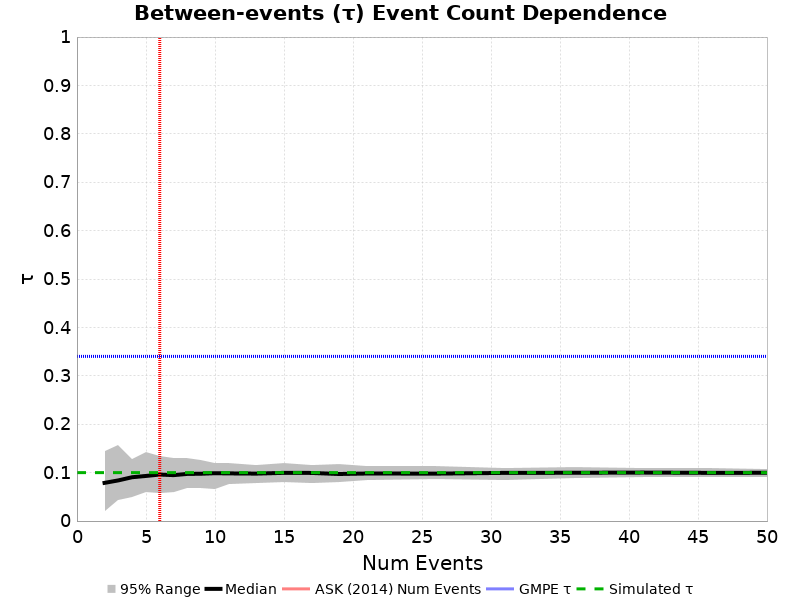 Between-events (τ) Event Count Dependence
1
0.9
0.8
0.7
0.6
0.5
0.4
0.3
0.2
0.1
0
τ
0 5 10 15 20 25 30 35 40 45 50
Num Events
95% Range Median ASK (2014) Num Events GMPE τ Simulated τ